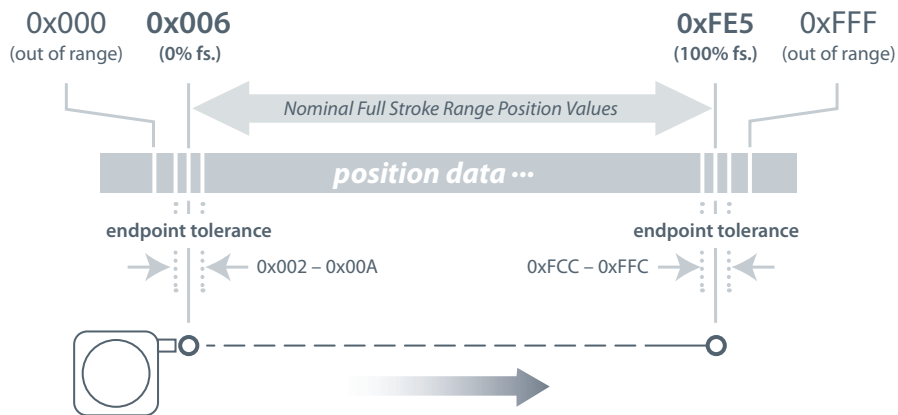 0x000 0x006 0xFE5 0xFFF
(out of range) (0% fs.) (100% fs.) (out of range)
Nominal Full Stroke Range Position Values
position data ···
endpoint tolerance endpoint tolerance
0x002 – 0x00A 0xFCC – 0xFFC